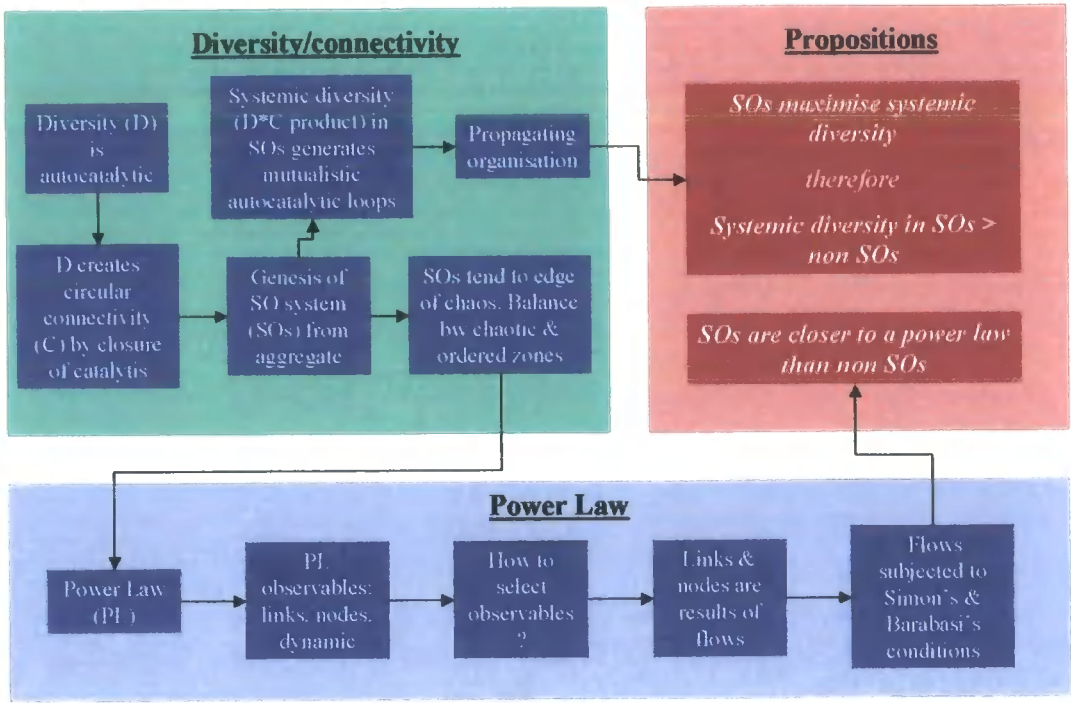 Diversity/connectivity
Diversity (D)
is
autocatalytic
Systemic diversity
(D*C product) in
SOs generates
mutualistic
autocatalytic loops
Propagating
organisation
D creates
circular
connectivity
(C) by closure
of catalytis
Genesis of
SO system
(SOs) from
aggregate
SOs tend to edge
of chaos. Balance
bw chaotic &
ordered zones
Propositions
SOs maximise systemic
diversity
therefore
Systemic diversity in SOs >
non SOs
SOs are closer to a power law
than non SOs
Power Law
Power Law
(PL)
PL
observables:
links, nodes,
dynamic
How to
select
observables
?
Links &
nodes are
results of
flows
Flows
subjected to
Simon's &
Barabasi's
conditions